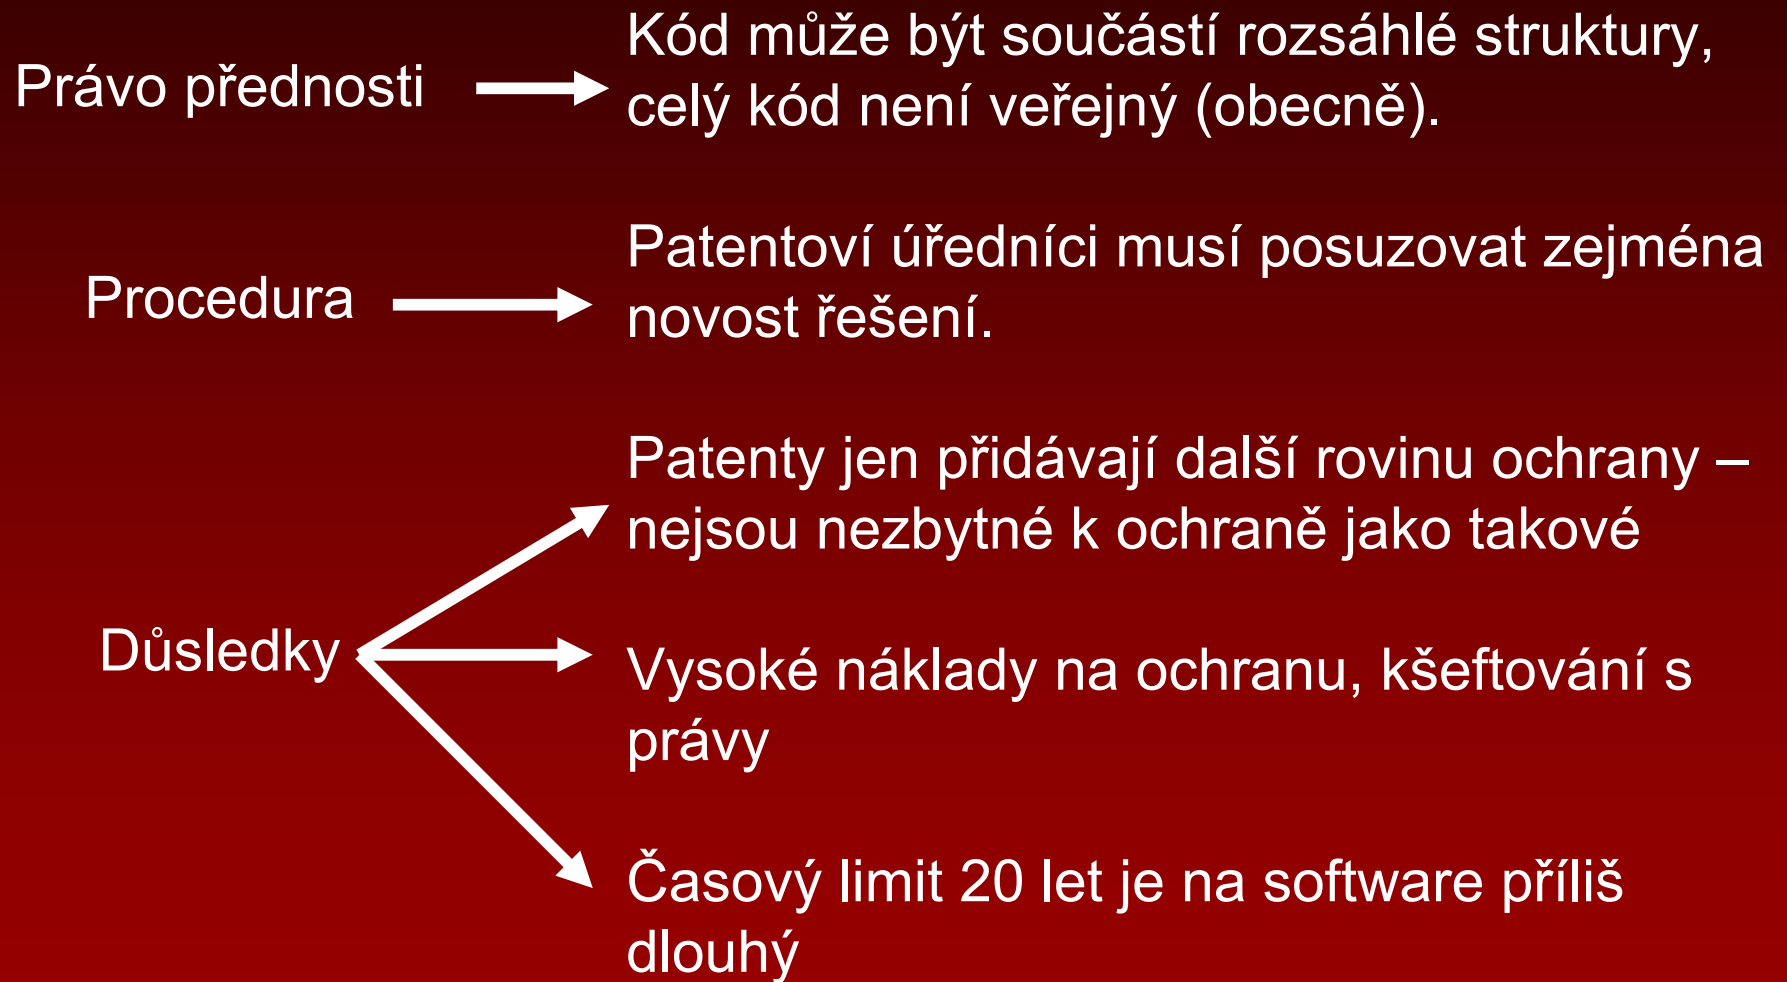 Právo přednosti
Kód může být součástí rozsáhlé struktury,
celý kód není veřejný (obecně).
Procedura
Patentoví úředníci musí posuzovat zejména
novost řešení.
Důsledky
Patenty jen přidávají další rovinu ochrany –
nejsou nezbytné k ochraně jako takové
Vysoké náklady na ochranu, kšeftování s
právy
Časový limit 20 let je na software příliš
dlouhý